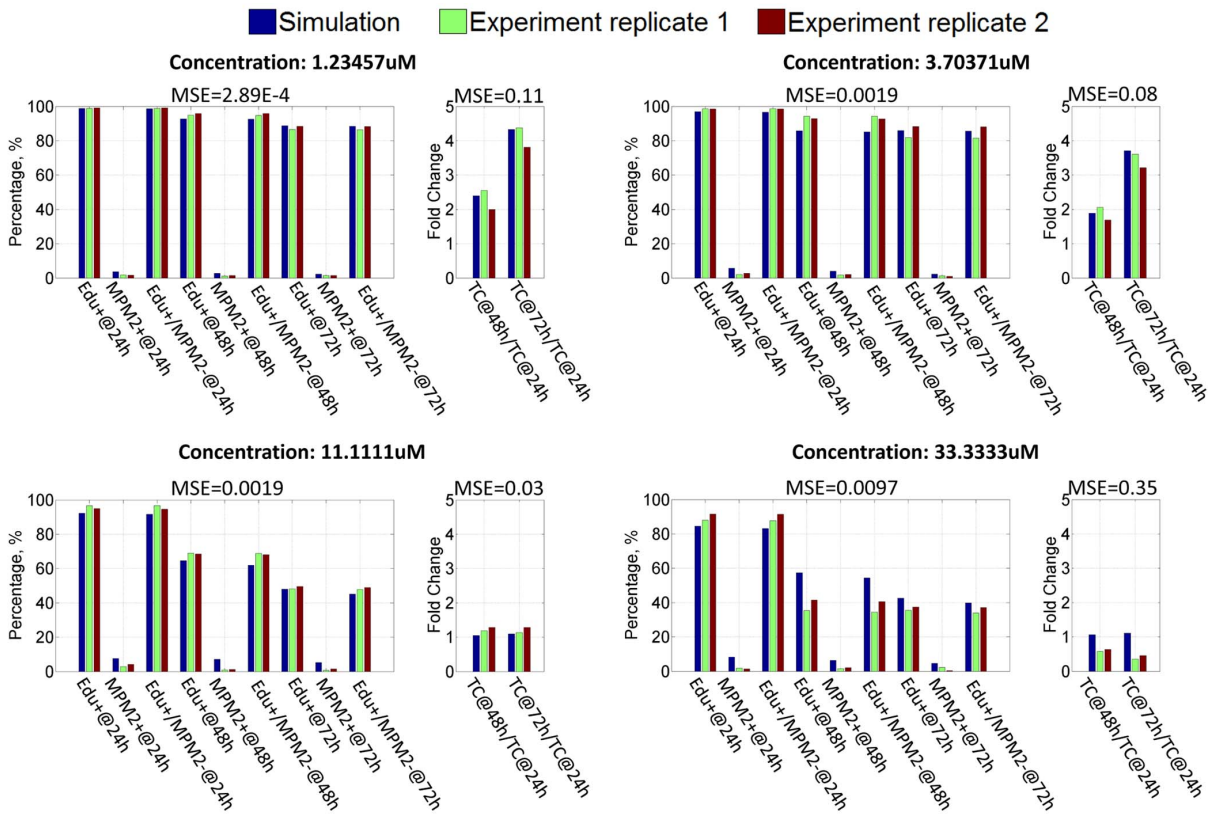 Simulation Experiment replicate 1 Experiment replicate 2
Concentration: 1.23457uM
MSE=2.89E-4
MSE=0.11
Percentage, %
100
80
60
40
20
0
Edu+@24h
MPM2+@24h
Edu+/MPM2-@24h
Edu+@48h
MPM2+@48h
Edu+/MPM2-@48h
Edu+@72h
MPM2+@72h
Edu+/MPM2-@72h
Fold Change
5
4
3
2
1
0
TC@48h/TC@24h
TC@72h/TC@24h
Concentration: 3.70371uM
MSE=0.0019
MSE=0.08
Percentage, %
100
80
60
40
20
0
Edu+@24h
MPM2+@24h
Edu+/MPM2-@24h
Edu+@48h
MPM2+@48h
Edu+/MPM2-@48h
Edu+@72h
MPM2+@72h
Edu+/MPM2-@72h
Fold Change
5
4
3
2
1
0
TC@48h/TC@24h
TC@72h/TC@24h
Concentration: 11.1111uM
MSE=0.0019
MSE=0.03
Percentage, %
100
80
60
40
20
0
Edu+@24h
MPM2+@24h
Edu+/MPM2-@24h
Edu+@48h
MPM2+@48h
Edu+/MPM2-@48h
Edu+@72h
MPM2+@72h
Edu+/MPM2-@72h
Fold Change
5
4
3
2
1
0
TC@48h/TC@24h
TC@72h/TC@24h
Concentration: 33.3333uM
MSE=0.0097
MSE=0.35
Percentage, %
100
80
60
40
20
0
Edu+@24h
MPM2+@24h
Edu+/MPM2-@24h
Edu+@48h
MPM2+@48h
Edu+/MPM2-@48h
Edu+@72h
MPM2+@72h
Edu+/MPM2-@72h
Fold Change
5
4
3
2
1
0
TC@48h/TC@24h
TC@72h/TC@24h